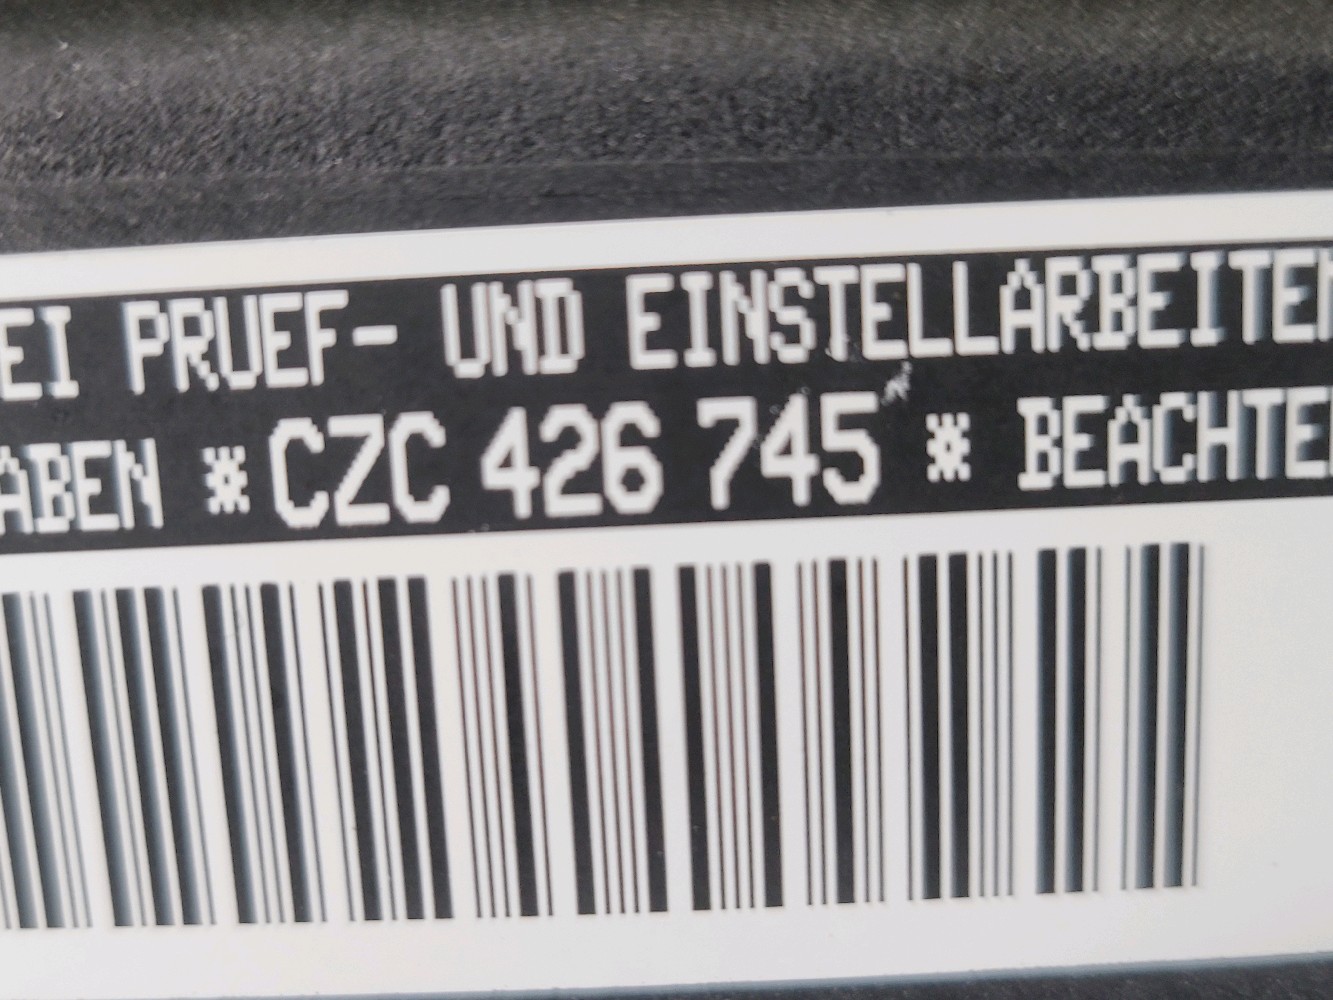 EI PRUEF- UND EINSTELLARBEITEN
ABEN * CZC 426 745 * BEACHTEN